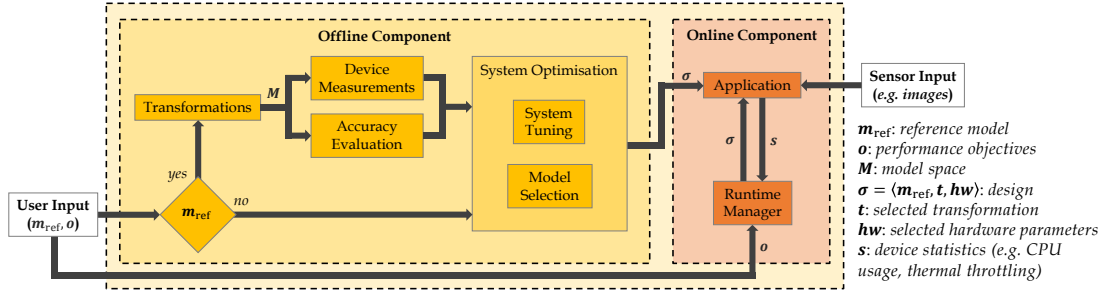 Offline Component
Online Component
Device
Measurements
System Optimisation
Transformations
M
Accuracy
Evaluation
System
Tuning
Model
Selection
yes
no
m_ref
User Input
(m_ref, o)
σ
Application
σ
s
Runtime
Manager
o
Sensor Input
(e.g. images)
m_ref: reference model
o: performance objectives
M: model space
σ = ⟨m_ref, t, hw⟩: design
t: selected transformation
hw: selected hardware parameters
s: device statistics (e.g. CPU
usage, thermal throttling)